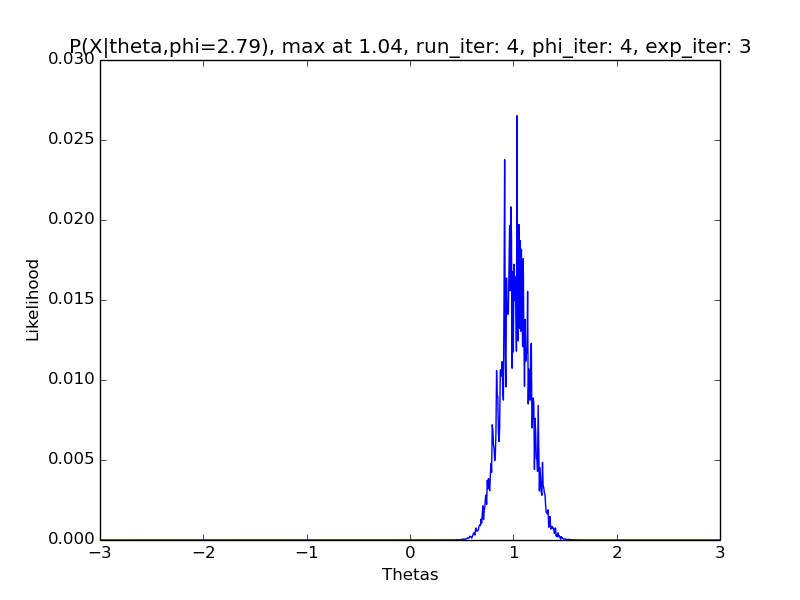 P(X|theta,phi=2.79), max at 1.04, run_iter: 4, phi_iter: 4, exp_iter: 3
0.030
0.025
0.020
0.015
0.010
0.005
0.000
Likelihood
−3 −2 −1 0 1 2 3
Thetas